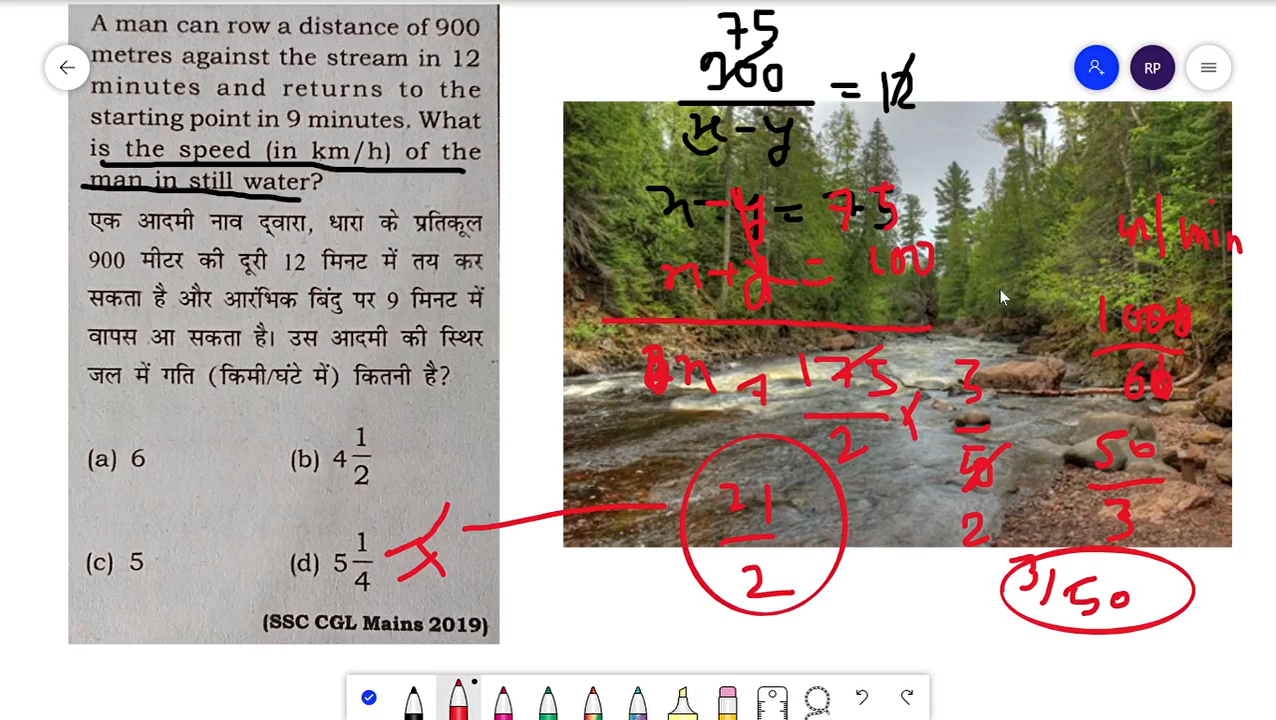 A man can row a distance of 900
metres against the stream in 12
minutes and returns to the
starting point in 9 minutes. What
is the speed (in km/h) of the
man in still water?
एक आदमी नाव द्वारा, धारा के प्रतिकूल
900 मीटर की दूरी 12 मिनट में तय कर
सकता है और आरंभिक बिंदु पर 9 मिनट में
वापस आ सकता है। उस आदमी की स्थिर
जल में गति (किमी/घंटे में) कितनी है?
(a) 6
(b) 4 1/2
(c) 5
(d) 5 1/4
(SSC CGL Mains 2019)
75
900
x-y
= 12
x-y = 75
x+y = 100
175
2
3
50
2
21
2
m/min
1000
60
50
3
3/50
RP